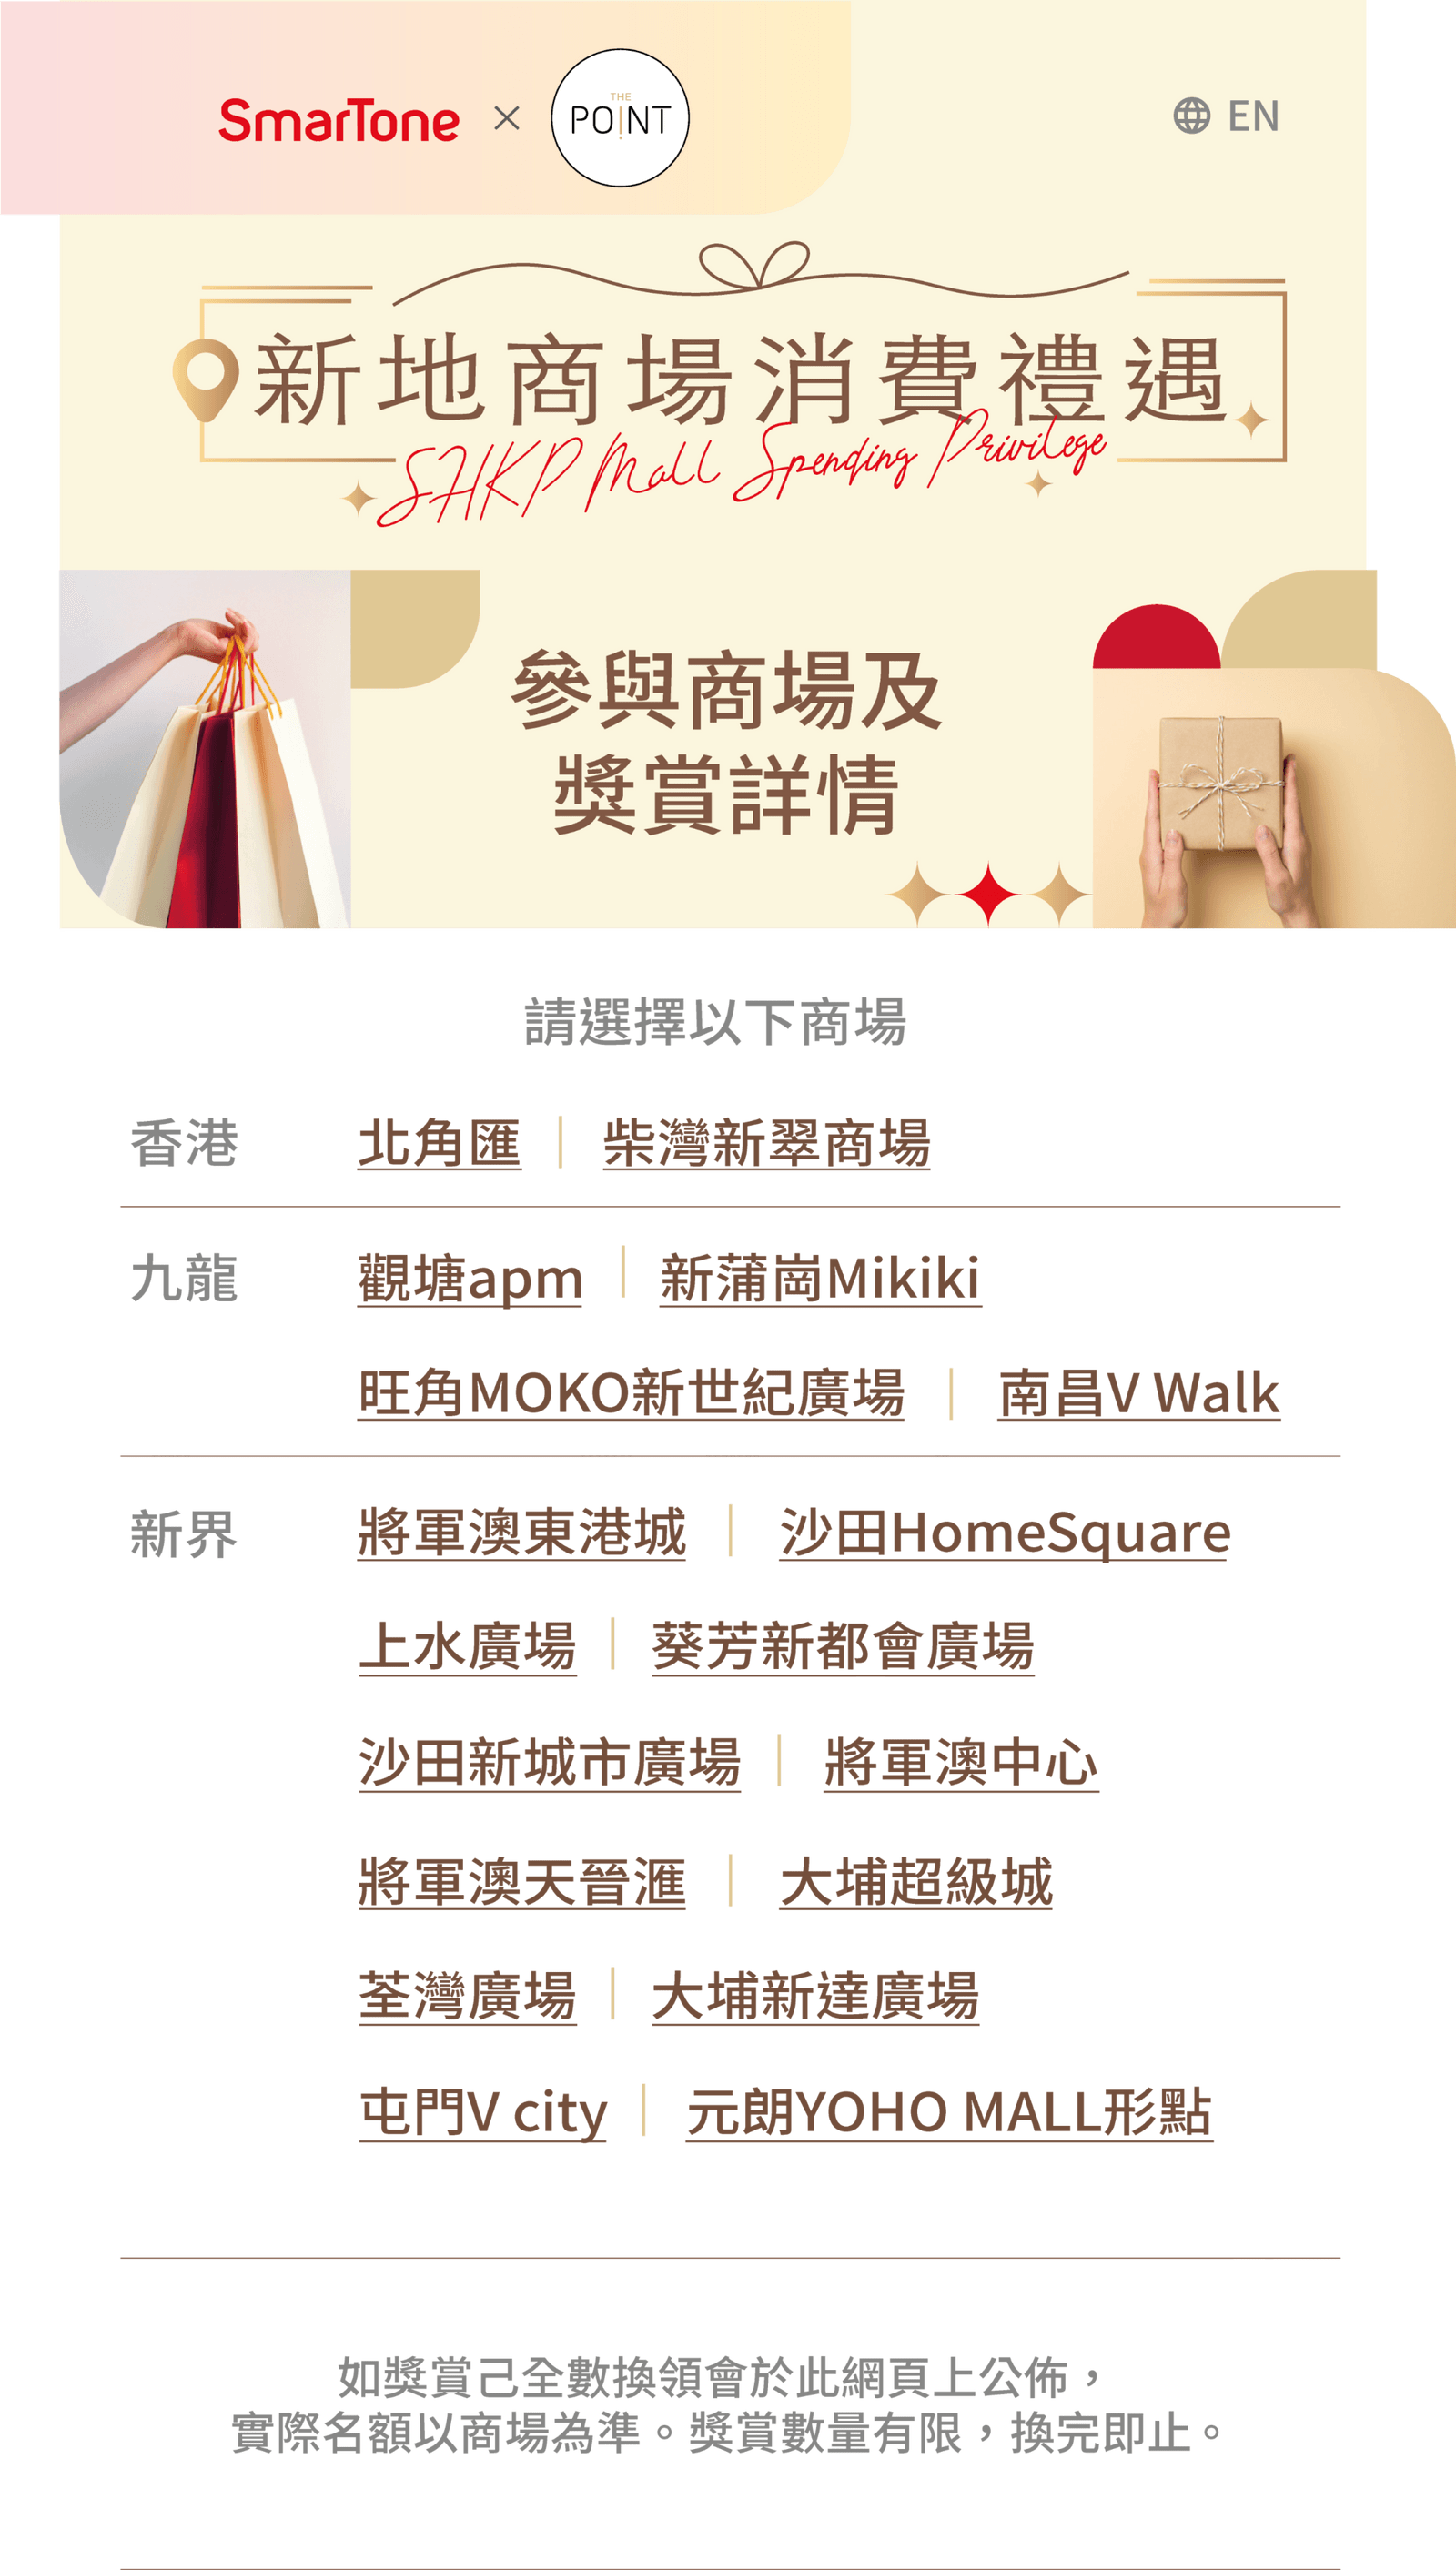 SmarTone × THE POINT
EN
新地商場消費禮遇
SHKP Mall Spending Privilege
參與商場及
獎賞詳情
請選擇以下商場
香港 北角匯 | 柴灣新翠商場
九龍 觀塘apm | 新蒲崗Mikiki
旺角MOKO新世紀廣場 | 南昌V Walk
新界 將軍澳東港城 | 沙田HomeSquare
上水廣場 | 葵芳新都會廣場
沙田新城市廣場 | 將軍澳中心
將軍澳天晉滙 | 大埔超級城
荃灣廣場 | 大埔新達廣場
屯門V city | 元朗YOHO MALL形點
如獎賞己全數換領會於此網頁上公佈，
實際名額以商場為準。獎賞數量有限，換完即止。